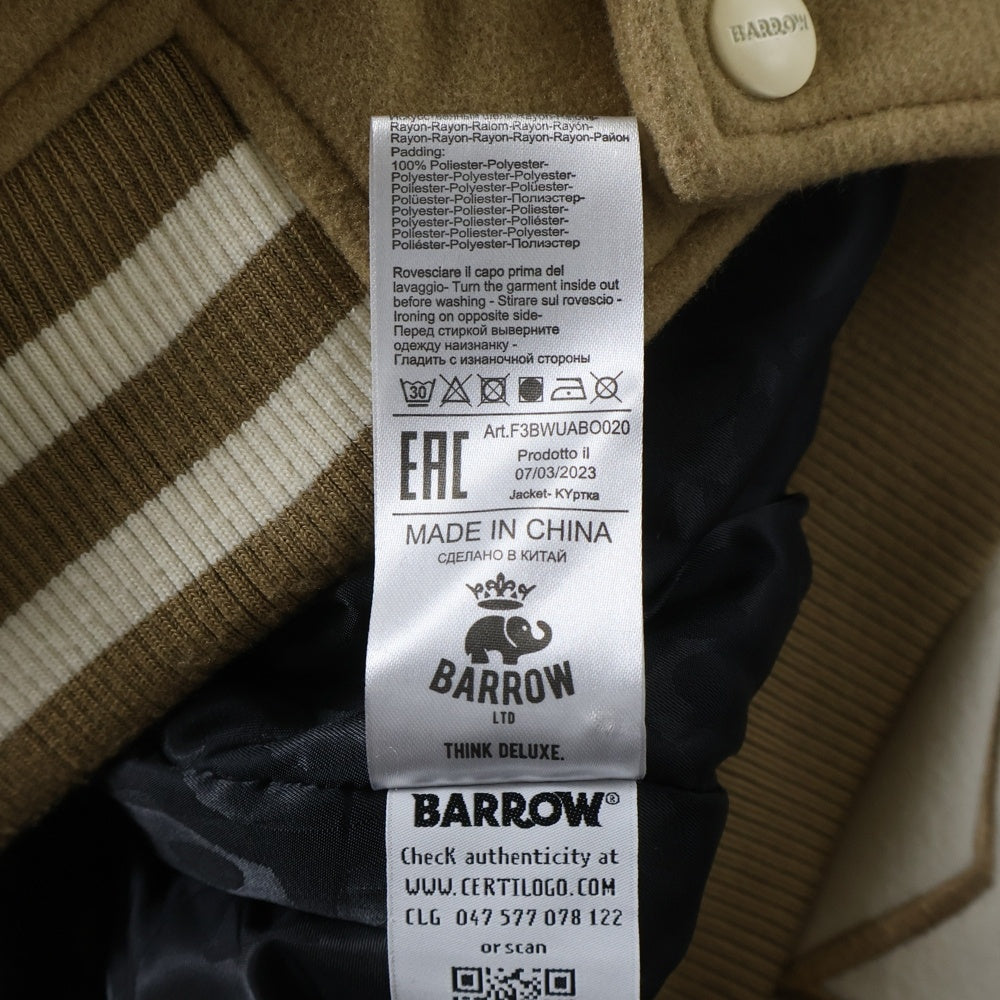 BARROW
Rayon-Rayon-Raiom-Rayon-Rayón-
Rayon-Rayon-Rayon-Rayon-Rayon-Район
Padding:
100% Poliester-Polyester-
Polyester-Polyester-Polyester-
Poliester-Polyester-Polüester-
Polüester-Polyester-Полиэстер-
Polyester-Polyester-Poliester-
Polyester-Polyester-Poliéster-
Poliester-Poliester-Polyester-
Poliéster-Polyester-Полиэстер
Rovesciare il capo prima del
lavaggio- Turn the garment inside out
before washing - Stirare sul rovescio -
Ironing on opposite side-
Перед стиркой выверните
одежду наизнанку -
Гладить с изнаночной стороны
30
EAC
Art.F3BWUABO020
Prodotto il
07/03/2023
Jacket- КУртка
MADE IN CHINA
СДЕЛАНО В КИТАЙ
BARROW
LTD
THINK DELUXE.
BARROW®
ChecK authenticity at
WWW.CERTILOGO.COM
CLG 047 577 078 122
or scan